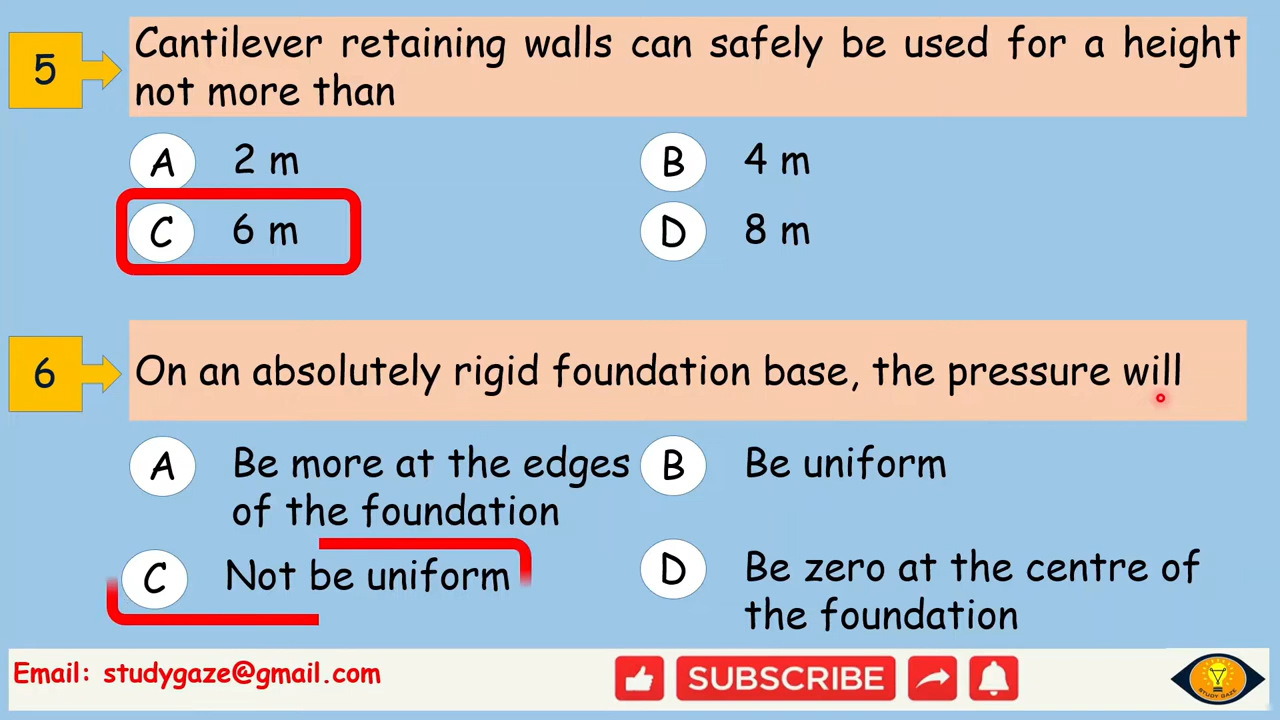 5
Cantilever retaining walls can safely be used for a height
not more than
A 2 m
B 4 m
C 6 m
D 8 m
6
On an absolutely rigid foundation base, the pressure will
A Be more at the edges
of the foundation
B Be uniform
C Not be uniform
D Be zero at the centre of
the foundation
Email: studygaze@gmail.com
SUBSCRIBE
STUDY GAZE